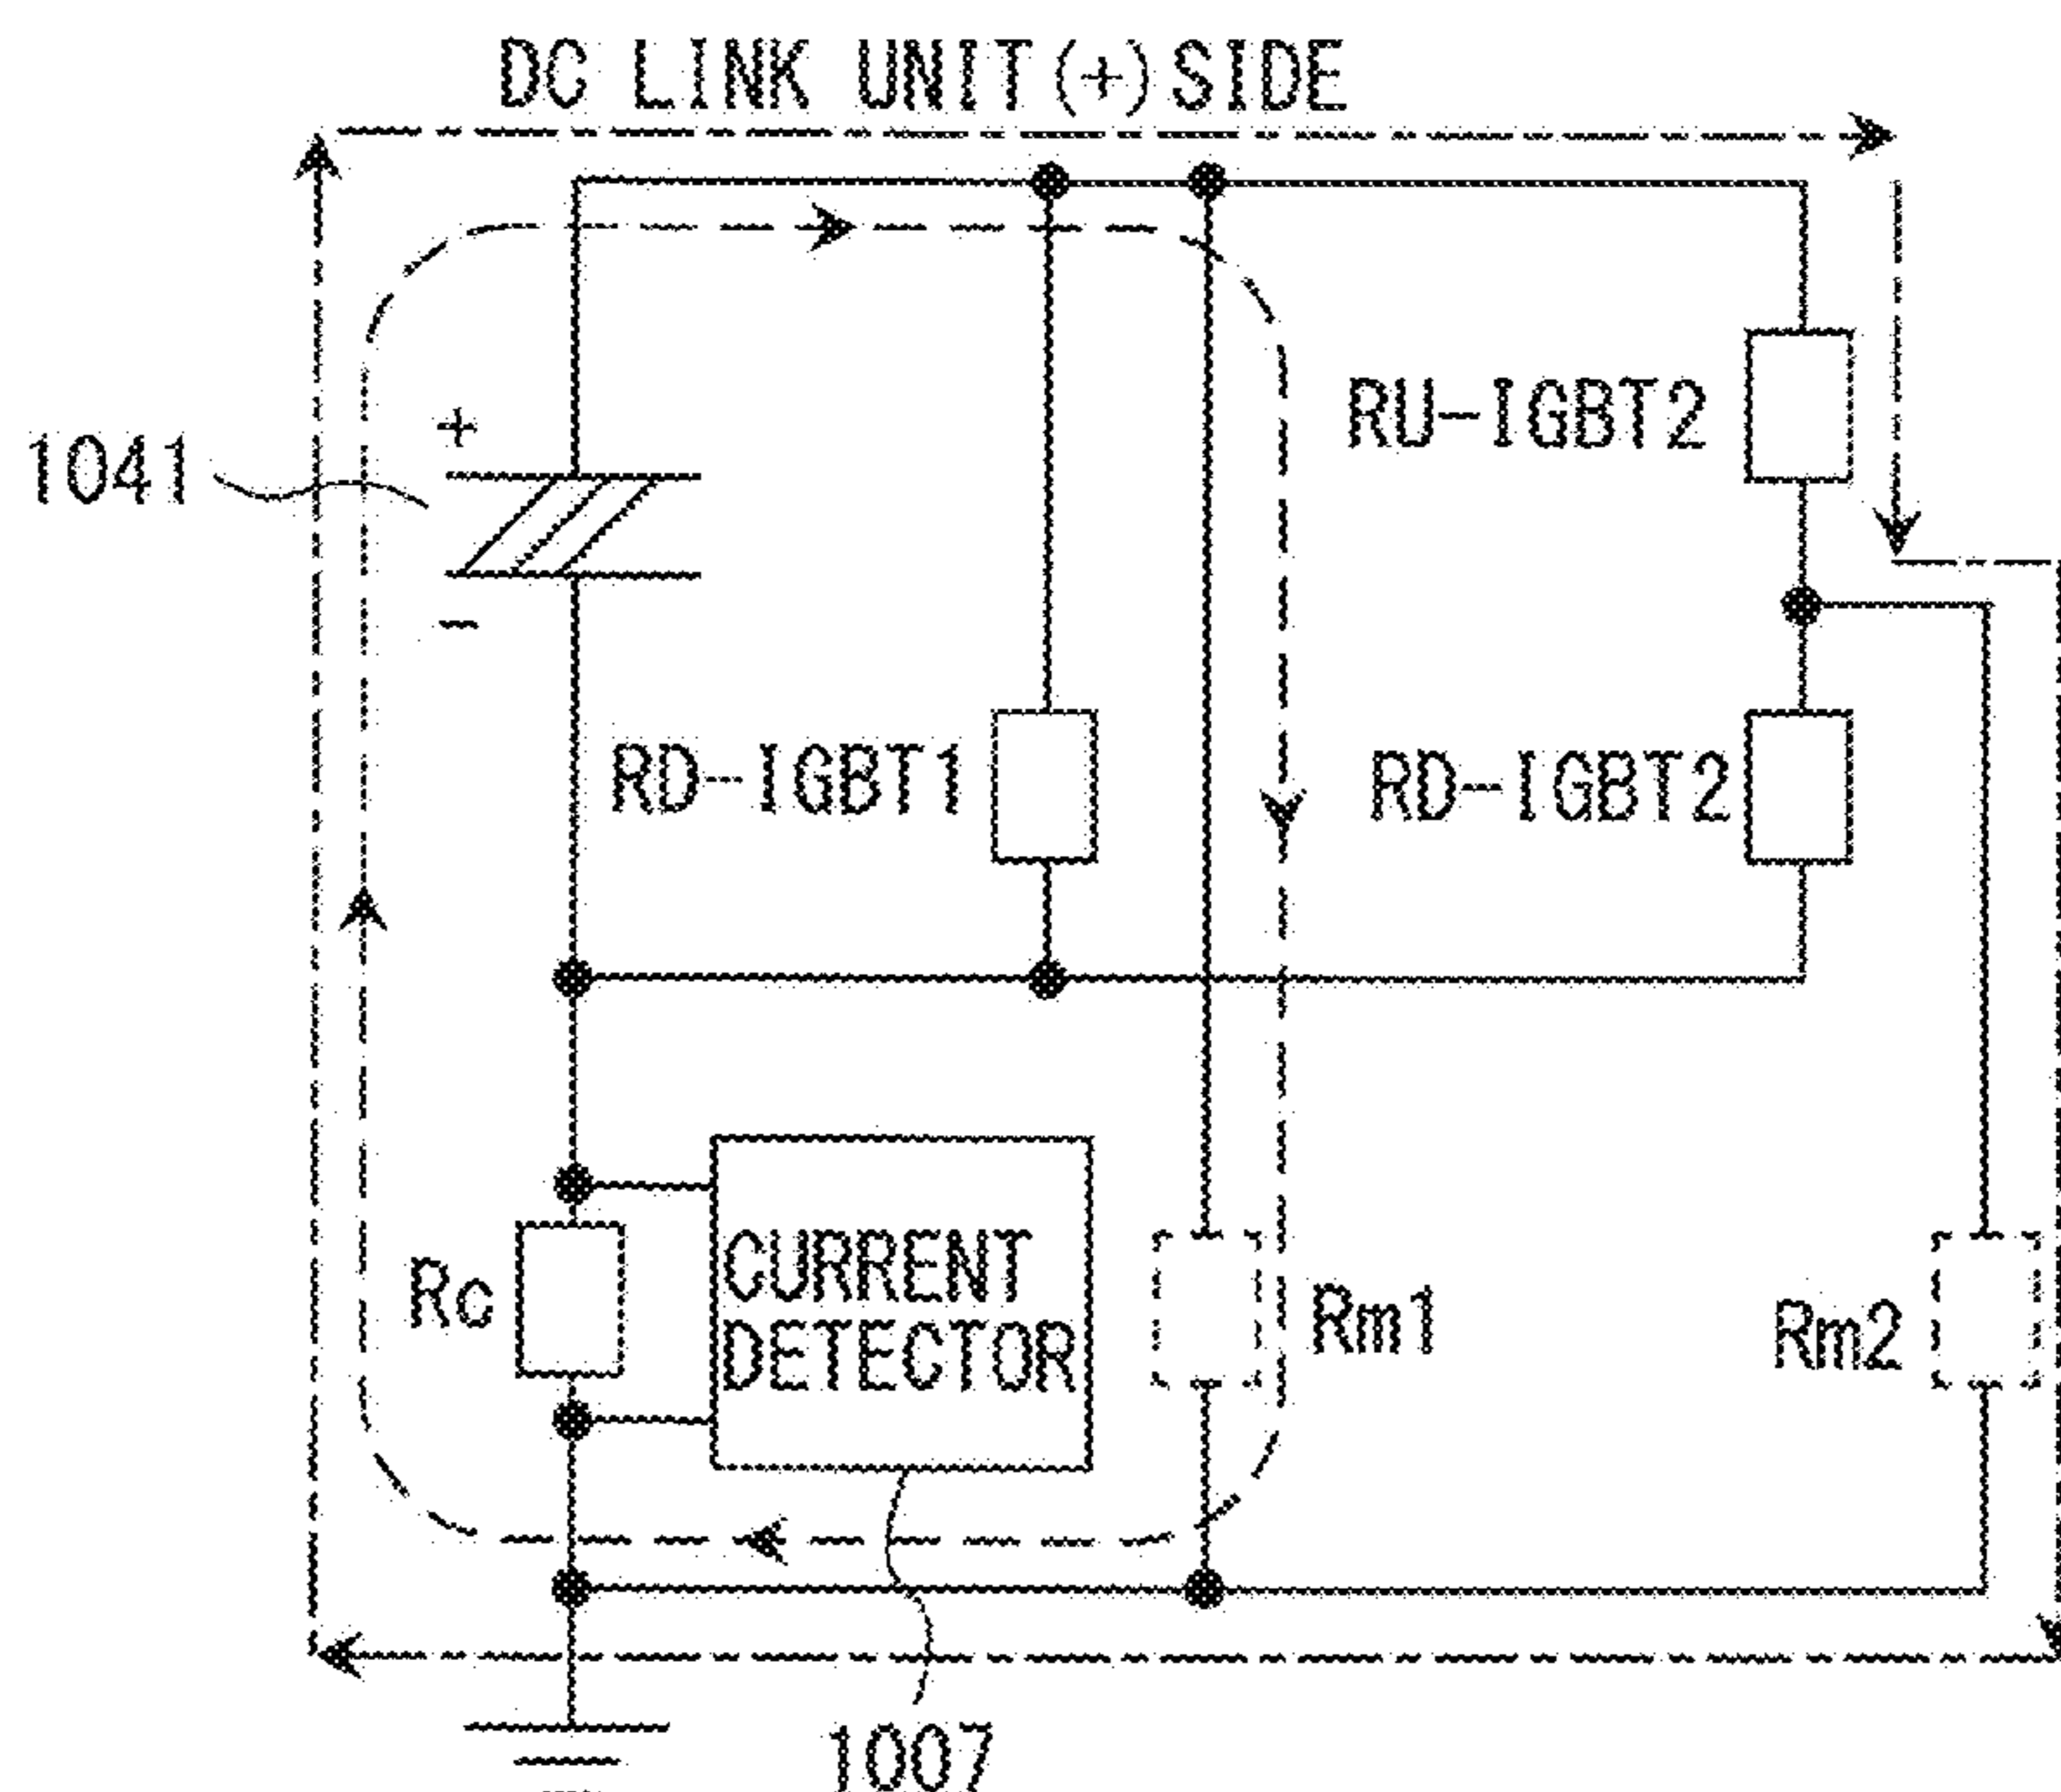 DC LINK UNIT(+)SIDE
RU-IGBT2
+
1041
-
RD-IGBT1
RD-IGBT2
CURRENT
DETECTOR
Rc
Rm1
Rm2
1007